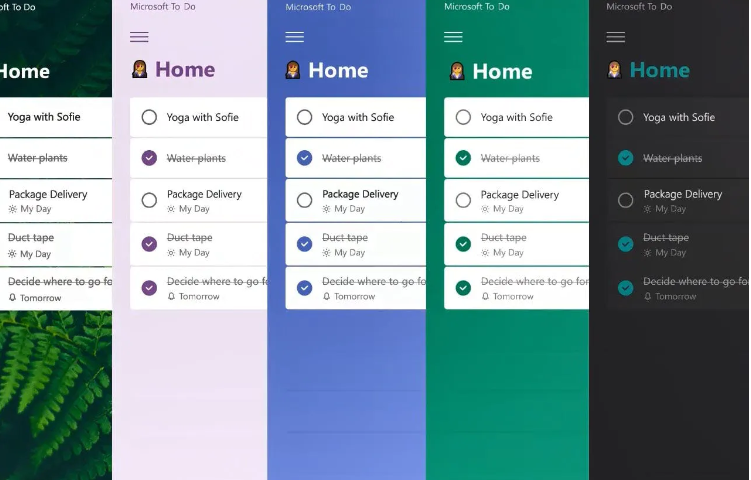 oft To Do
Home
Yoga with Sofie
Water plants
Package Delivery
My Day
Duct tape
My Day
Decide where to go fo
Tomorrow
Microsoft To Do
Home
Yoga with Sofie
Water plants
Package Delivery
My Day
Duct tape
My Day
Decide where to go fo
Tomorrow
Microsoft To Do
Home
Yoga with Sofie
Water plants
Package Delivery
My Day
Duct tape
My Day
Decide where to go fo
Tomorrow
Microsoft To Do
Home
Yoga with Sofie
Water plants
Package Delivery
My Day
Duct tape
My Day
Decide where to go for
Tomorrow
Microsoft To Do
Home
Yoga with Sofie
Water plants
Package Delivery
My Day
Duct tape
My Day
Decide where to go for
Tomorrow